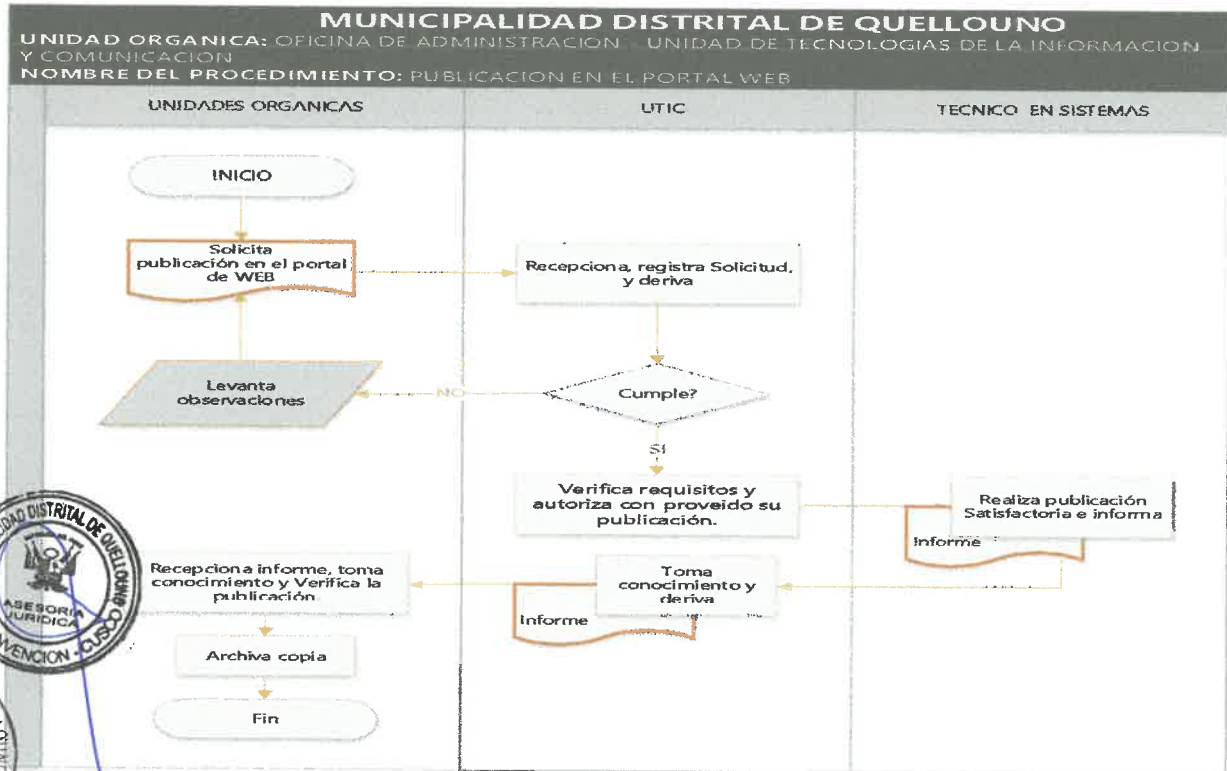 MUNICIPALIDAD DISTRITAL DE QUELLOUNO
UNIDAD ORGANICA: OFICINA DE ADMINISTRACION - UNIDAD DE TECNOLOGIAS DE LA INFORMACION
Y COMUNICACION
NOMBRE DEL PROCEDIMIENTO: PUBLICACION EN EL PORTAL WEB
UNIDADES ORGANICAS
UTIC
TECNICO EN SISTEMAS
INICIO
Solicita
publicación en el portal
de WEB
Recepciona, registra Solicitud,
y deriva
Levanta
observaciones
NO
Cumple?
SI
Verifica requisitos y
autoriza con proveido su
publicación.
Realiza publicación
Satisfactoria e informa
Informe
Toma
conocimiento y
deriva
Informe
Recepciona informe, toma
conocimiento y Verifica la
publicación.
Archiva copia
Fin
DISTRITAL DE QUELLOUNO
ASESORIA
JURIDICA
CUSCO